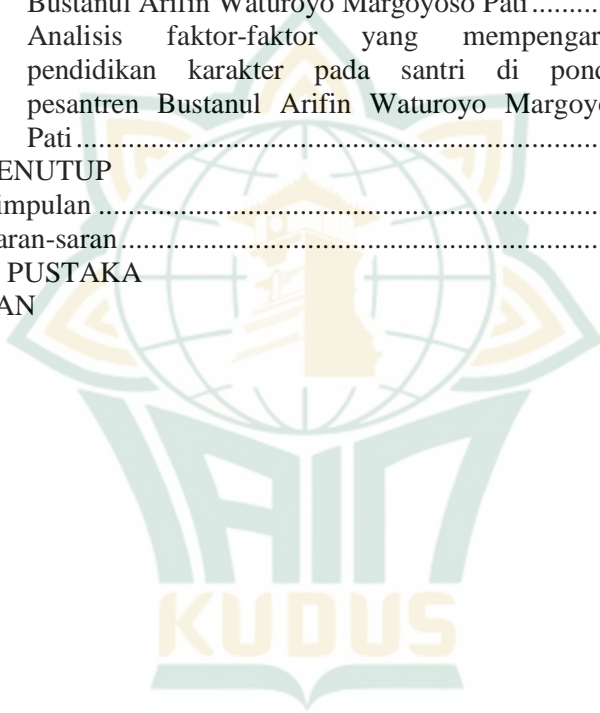 Bustanul Arifin Waturoyo Margoyoso Pati...........
Analisis faktor-faktor yang mempengar
pendidikan karakter pada santri di pond
pesantren Bustanul Arifin Waturoyo Margoyo
Pati.......................................................................
ENUTUP
impulan ...................................................................
aran-saran................................................................
PUSTAKA
AN
IAIN
KUDUS